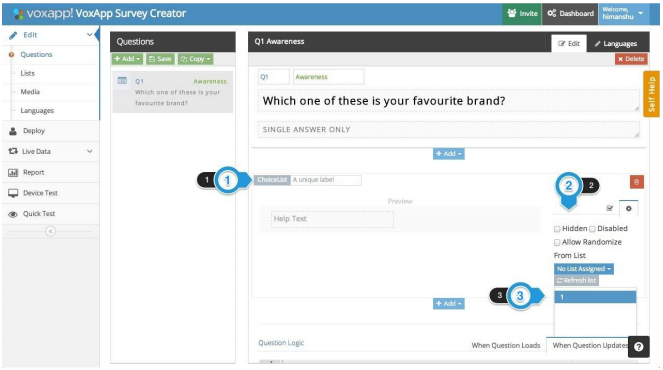 voxapp! VoxApp Survey Creator
Invite
Dashboard
Welcome,
himanshu
Edit
Questions
Lists
Media
Languages
Deploy
Live Data
Report
Device Test
Quick Test
Questions
+ Add
Save
Copy
Q1 Awareness
Which one of these is your
favourite brand?
Q1 Awareness
Edit
Languages
× Delete
Q1 Awareness
Which one of these is your favourite brand?
SINGLE ANSWER ONLY
+ Add
1 1
ChoiceList A unique label
Preview
Help Text
2 2
Hidden Disabled
Allow Randomize
From List
No List Assigned
Refresh list
3 3
1
+ Add
Question Logic
When Question Loads
When Question Updates
?
Self Help